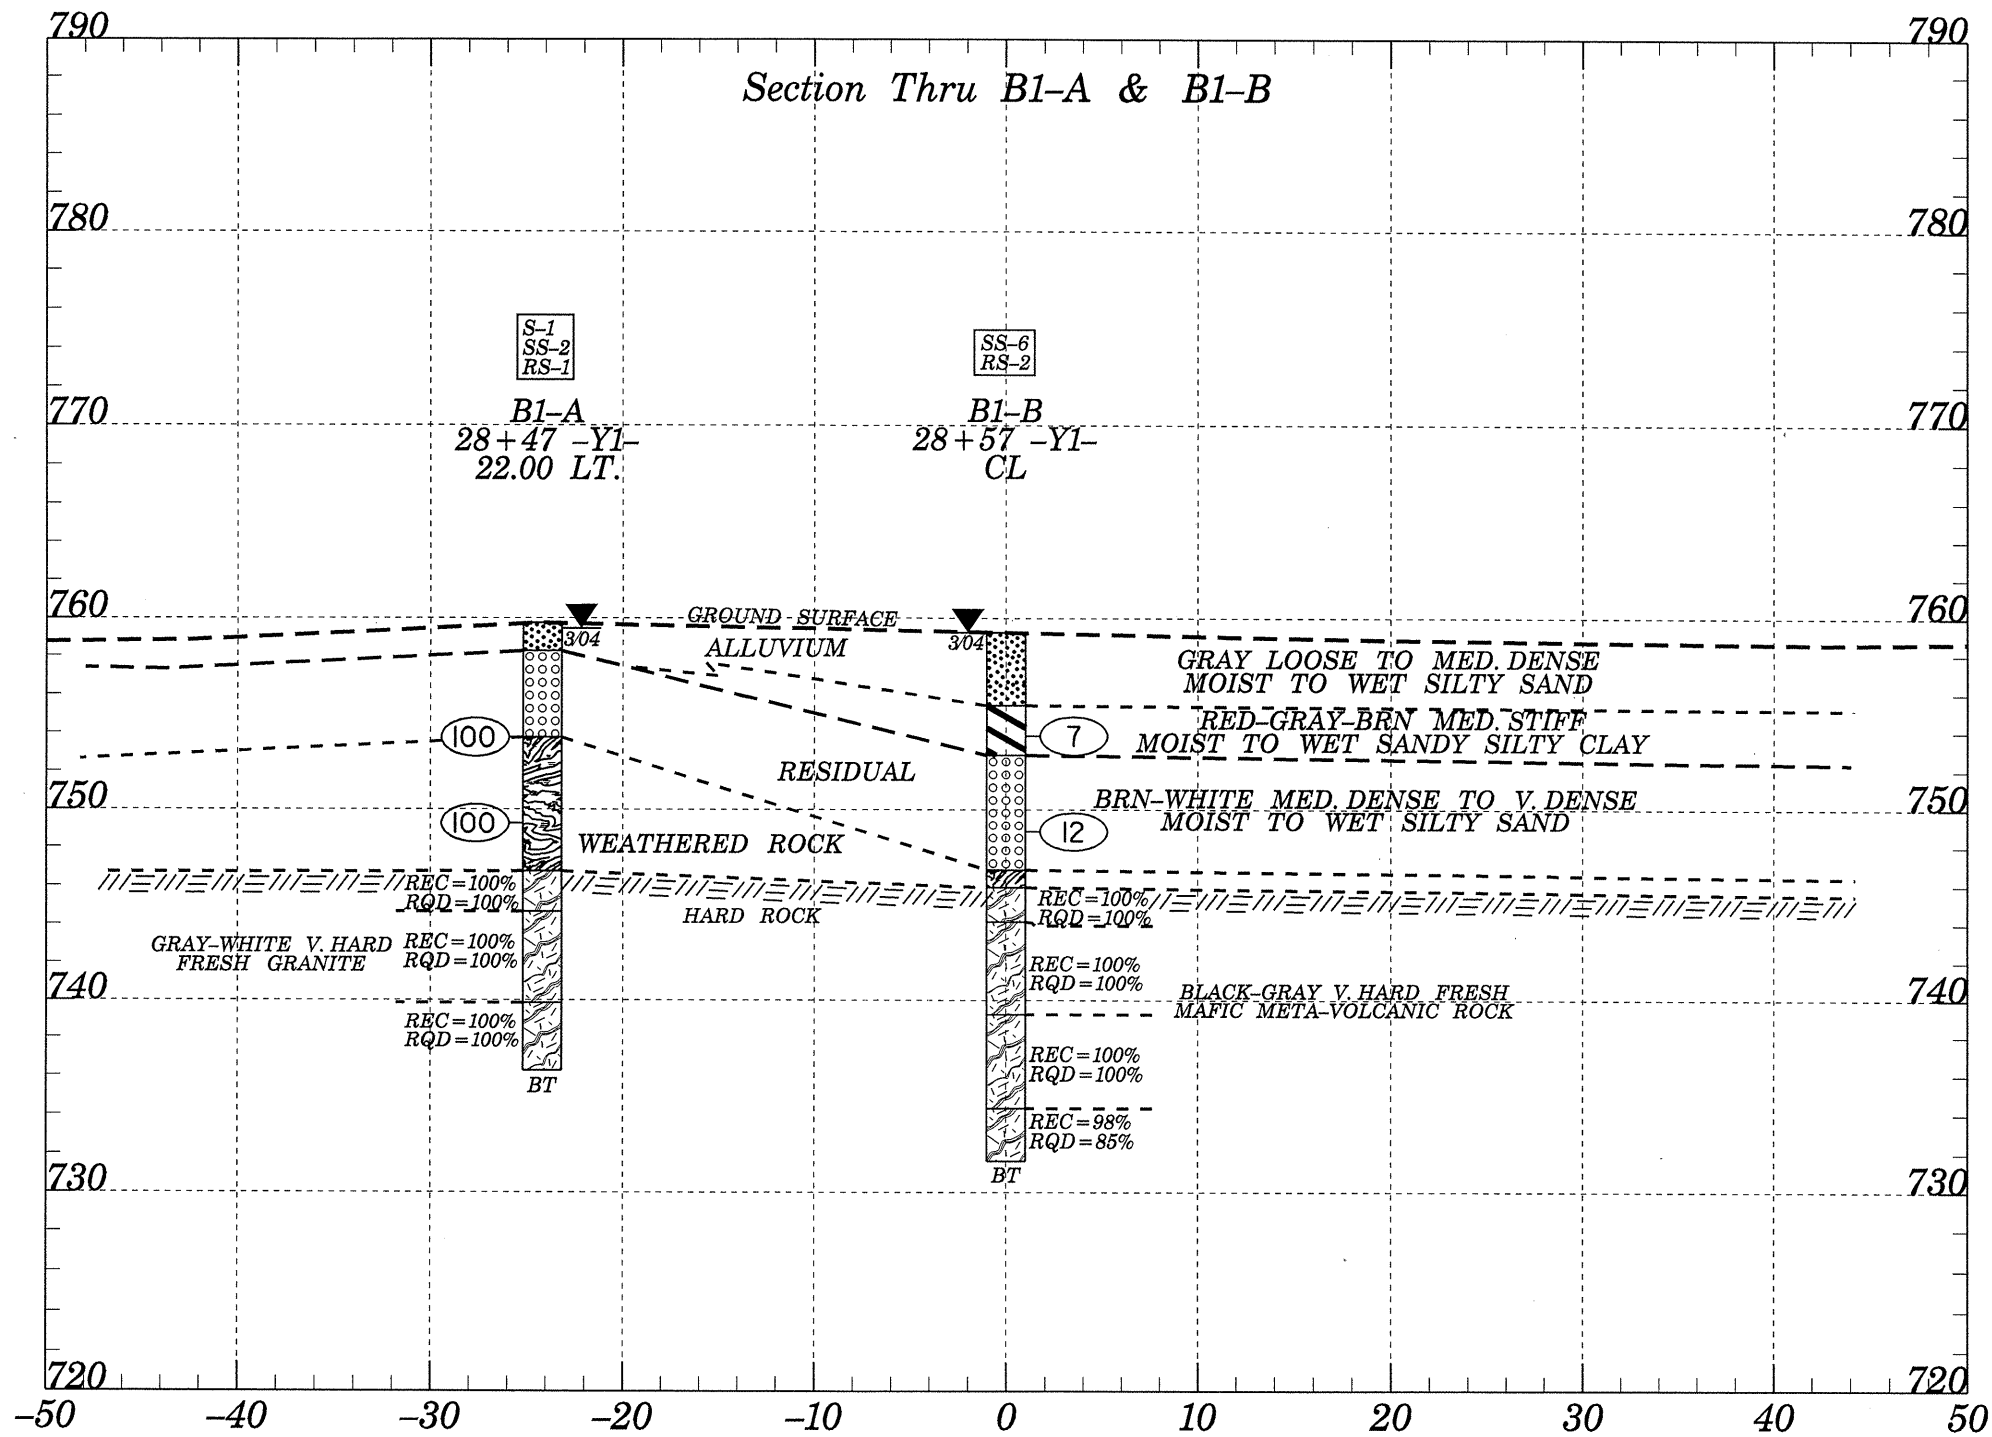 790 790
Section Thru B1–A & B1–B
780 780
S–1
SS–2
RS–1
SS–6
RS–2
770 770
B1–A
28+47 –Y1–
22.00 LT.
B1–B
28+57 –Y1–
CL
760 760
GROUND SURFACE
3/04
3/04
ALLUVIUM
GRAY LOOSE TO MED. DENSE
MOIST TO WET SILTY SAND
RED–GRAY–BRN MED. STIFF
MOIST TO WET SANDY SILTY CLAY
100
7
RESIDUAL
750 750
BRN–WHITE MED. DENSE TO V. DENSE
MOIST TO WET SILTY SAND
100
12
WEATHERED ROCK
REC=100%
RQD=100%
HARD ROCK
REC=100%
RQD=100%
GRAY–WHITE V. HARD
FRESH GRANITE
REC=100%
RQD=100%
REC=100%
RQD=100%
740 740
BLACK–GRAY V. HARD FRESH
MAFIC META–VOLCANIC ROCK
REC=100%
RQD=100%
REC=100%
RQD=100%
BT
REC=98%
RQD=85%
BT
730 730
720 720
–50 –40 –30 –20 –10 0 10 20 30 40 50